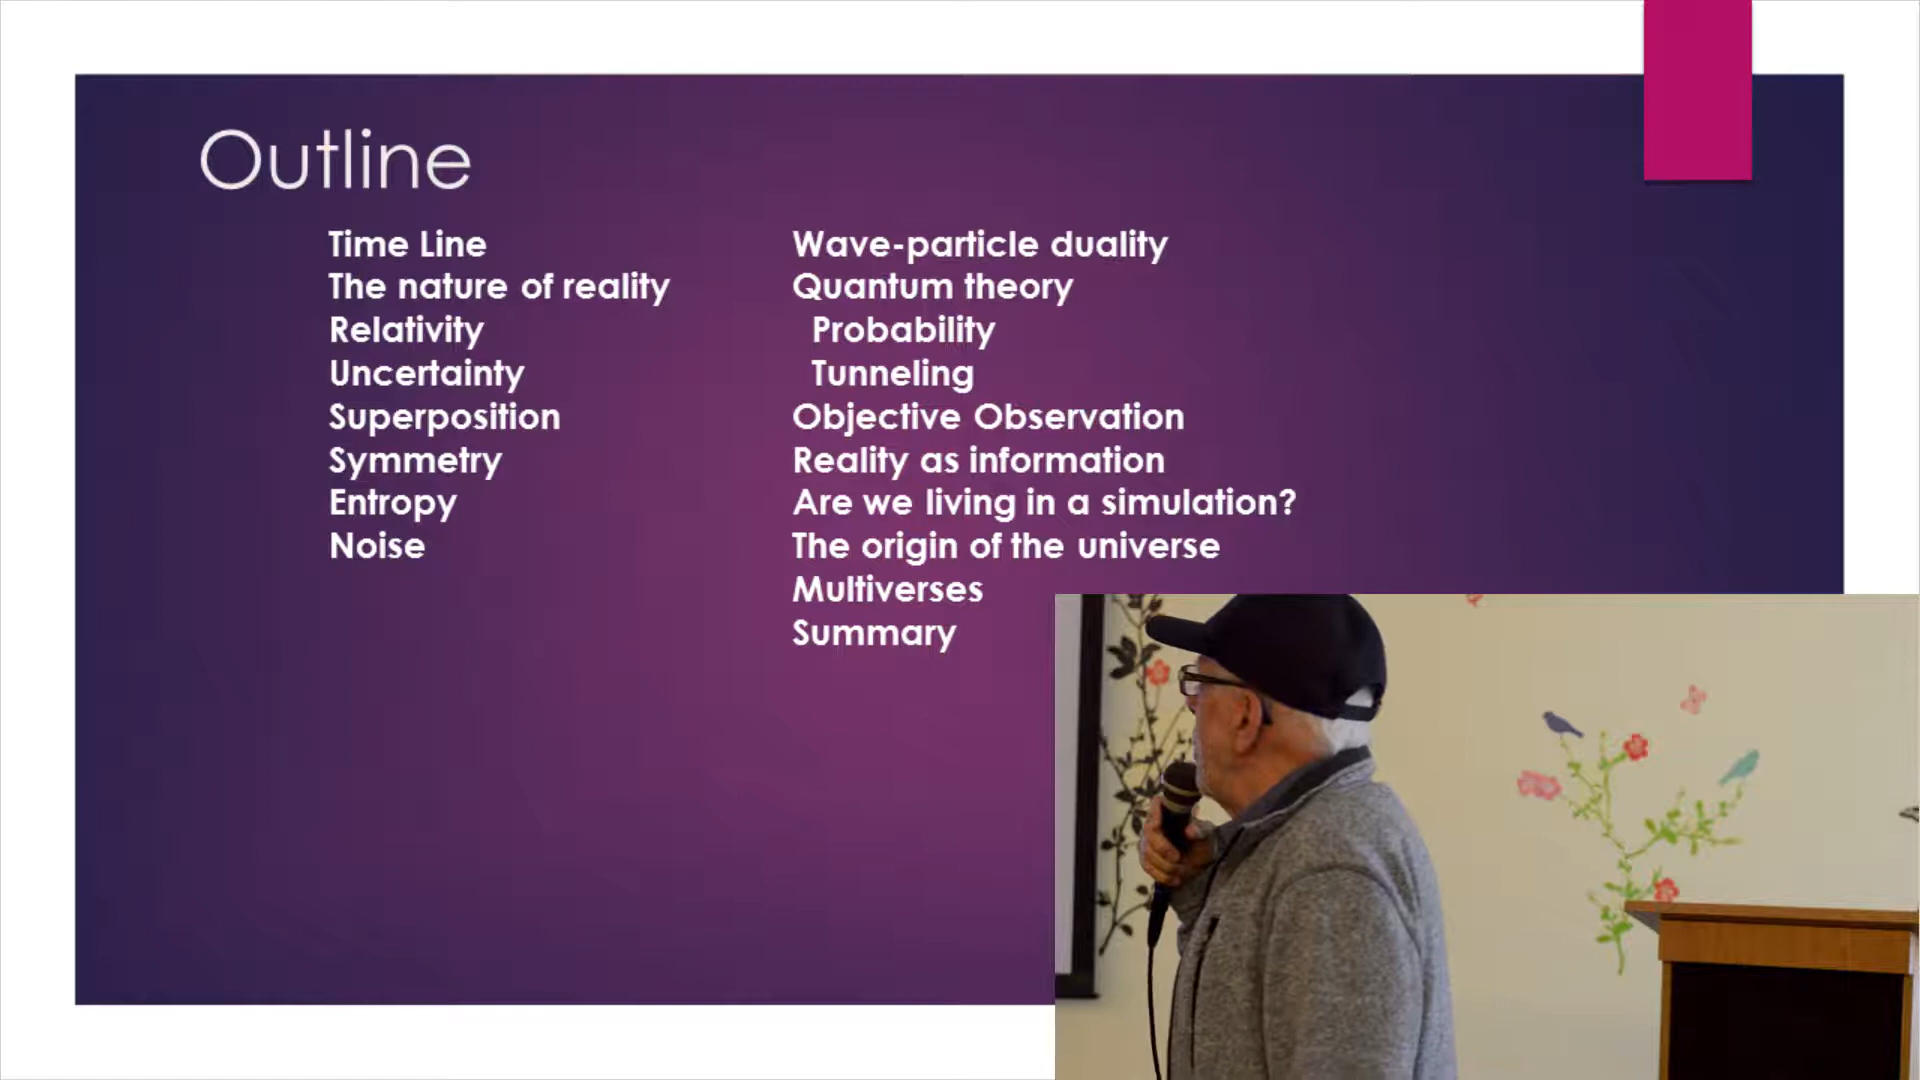 Outline
Time Line
The nature of reality
Relativity
Uncertainty
Superposition
Symmetry
Entropy
Noise
Wave-particle duality
Quantum theory
Probability
Tunneling
Objective Observation
Reality as information
Are we living in a simulation?
The origin of the universe
Multiverses
Summary